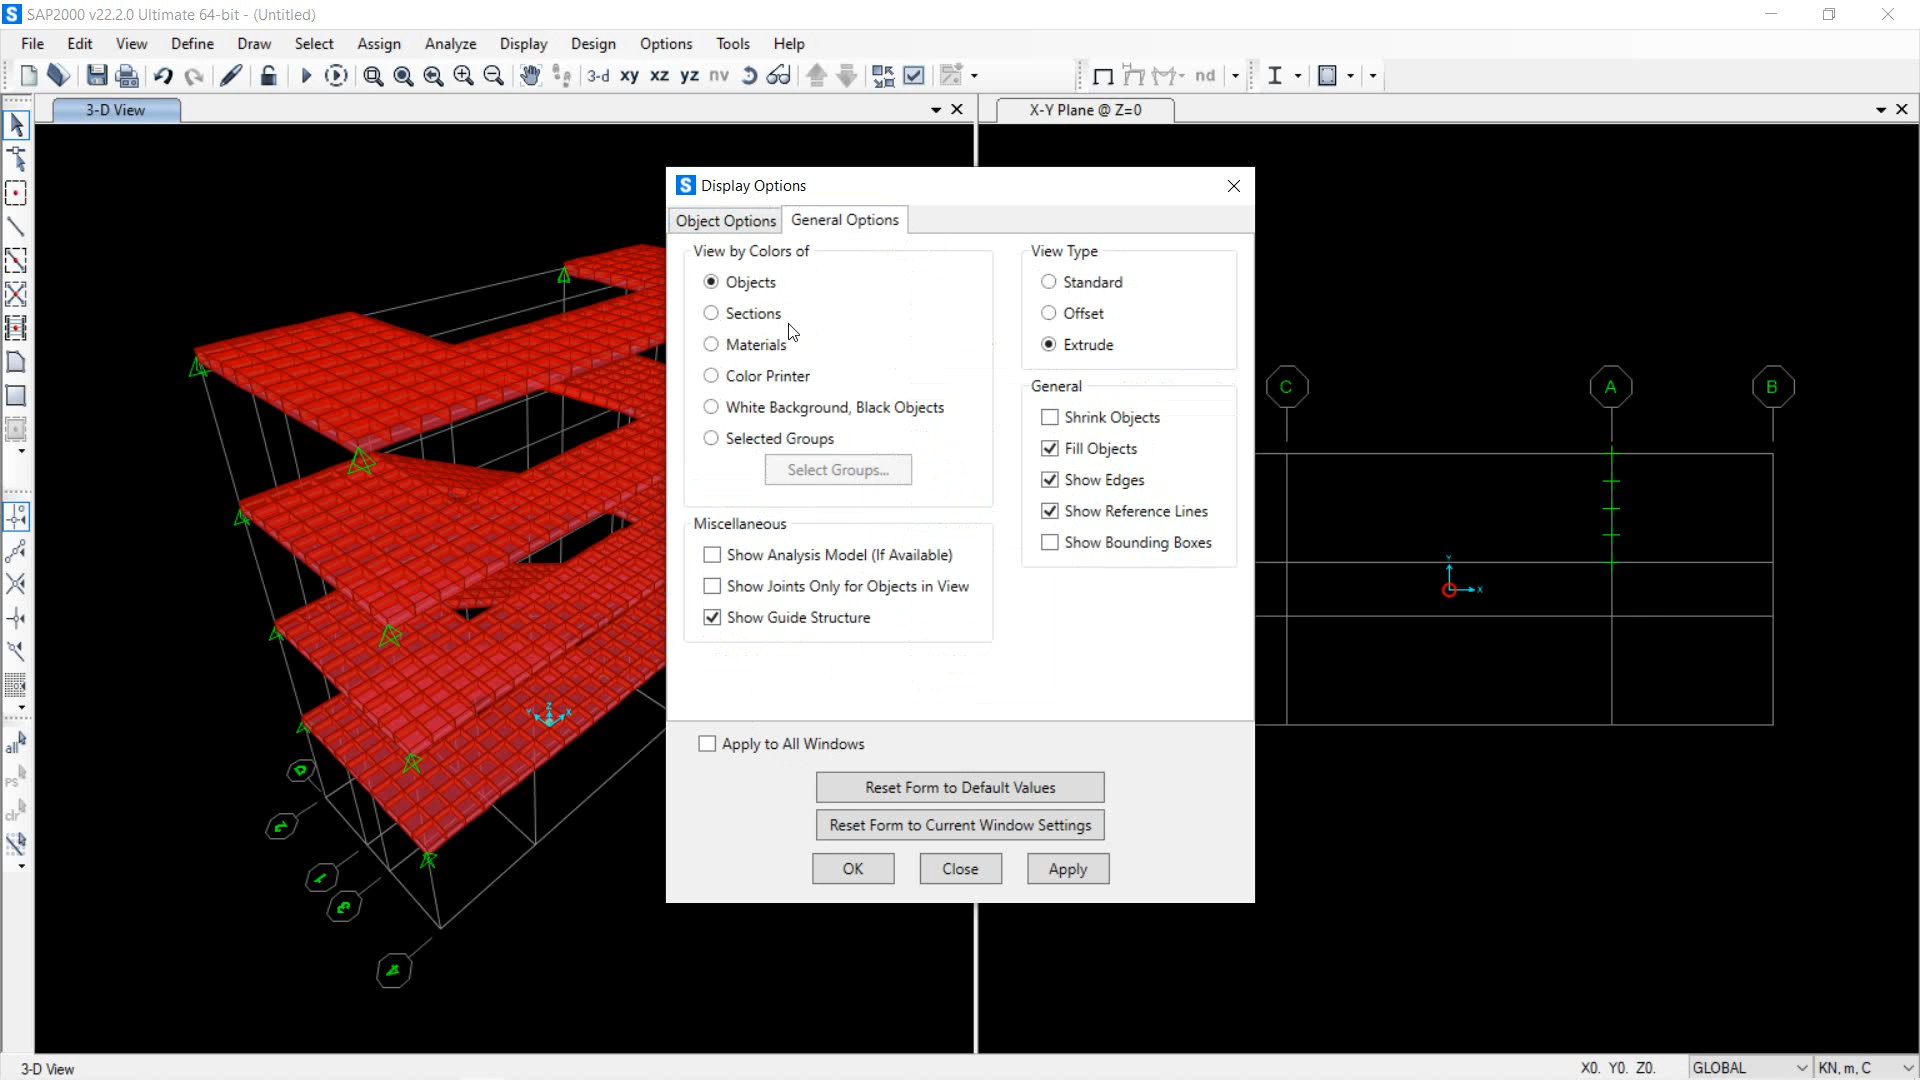 SAP2000 v22.2.0 Ultimate 64-bit - (Untitled)
File Edit View Define Draw Select Assign Analyze Display Design Options Tools Help
3-d xy xz yz nv nd
3-D View
X-Y Plane @ Z=0
Display Options
Object Options General Options
View by Colors of
Objects
Sections
Materials
Color Printer
White Background, Black Objects
Selected Groups
Select Groups...
Miscellaneous
Show Analysis Model (If Available)
Show Joints Only for Objects in View
Show Guide Structure
View Type
Standard
Offset
Extrude
General
Shrink Objects
Fill Objects
Show Edges
Show Reference Lines
Show Bounding Boxes
Apply to All Windows
Reset Form to Default Values
Reset Form to Current Window Settings
OK Close Apply
C A B
Y
X
Y Z X
all
ps
clr
3-D View
X0. Y0. Z0.
GLOBAL
KN, m, C